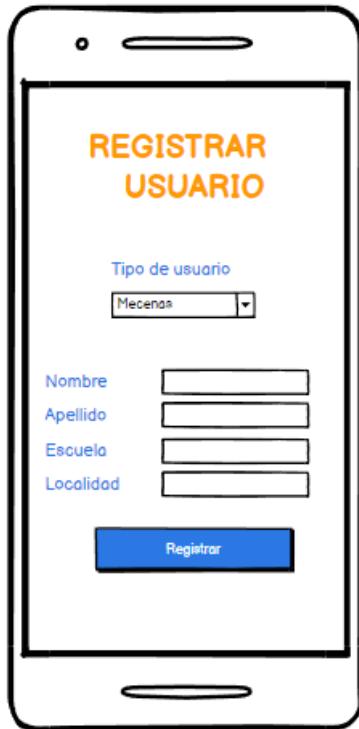 REGISTRAR
USUARIO
Tipo de usuario
Mecenas
Nombre
Apellido
Escuela
Localidad
Registrar